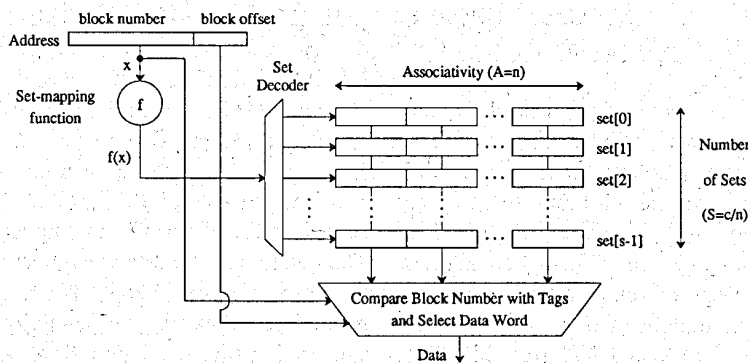 block number
block offset
Address
x
f
Set-mapping
function
f(x)
Set
Decoder
Associativity (A=n)
set[0]
set[1]
set[2]
set[s-1]
Number
of Sets
(S=c/n)
Compare Block Number with Tags
and Select Data Word
Data